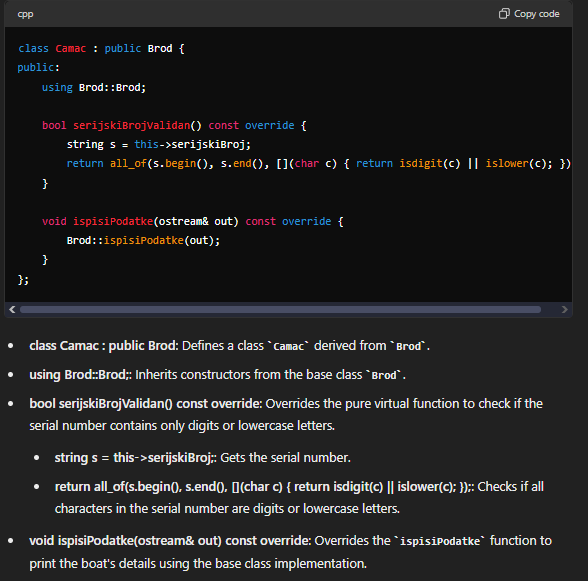 cpp
Copy code
class Camac : public Brod {
public:
    using Brod::Brod;
    bool serijskiBrojValidan() const override {
        string s = this->serijskiBroj;
        return all_of(s.begin(), s.end(), [](char c) { return isdigit(c) || islower(c); })
    }
    void ispisiPodatke(ostream& out) const override {
        Brod::ispisiPodatke(out);
    }
};
• class Camac : public Brod: Defines a class `Camac` derived from `Brod`.
• using Brod::Brod;: Inherits constructors from the base class `Brod`.
• bool serijskiBrojValidan() const override: Overrides the pure virtual function to check if the
serial number contains only digits or lowercase letters.
• string s = this->serijskiBroj;: Gets the serial number.
• return all_of(s.begin(), s.end(), [](char c) { return isdigit(c) || islower(c); });: Checks if all
characters in the serial number are digits or lowercase letters.
• void ispisiPodatke(ostream& out) const override: Overrides the `ispisiPodatke` function to
print the boat's details using the base class implementation.